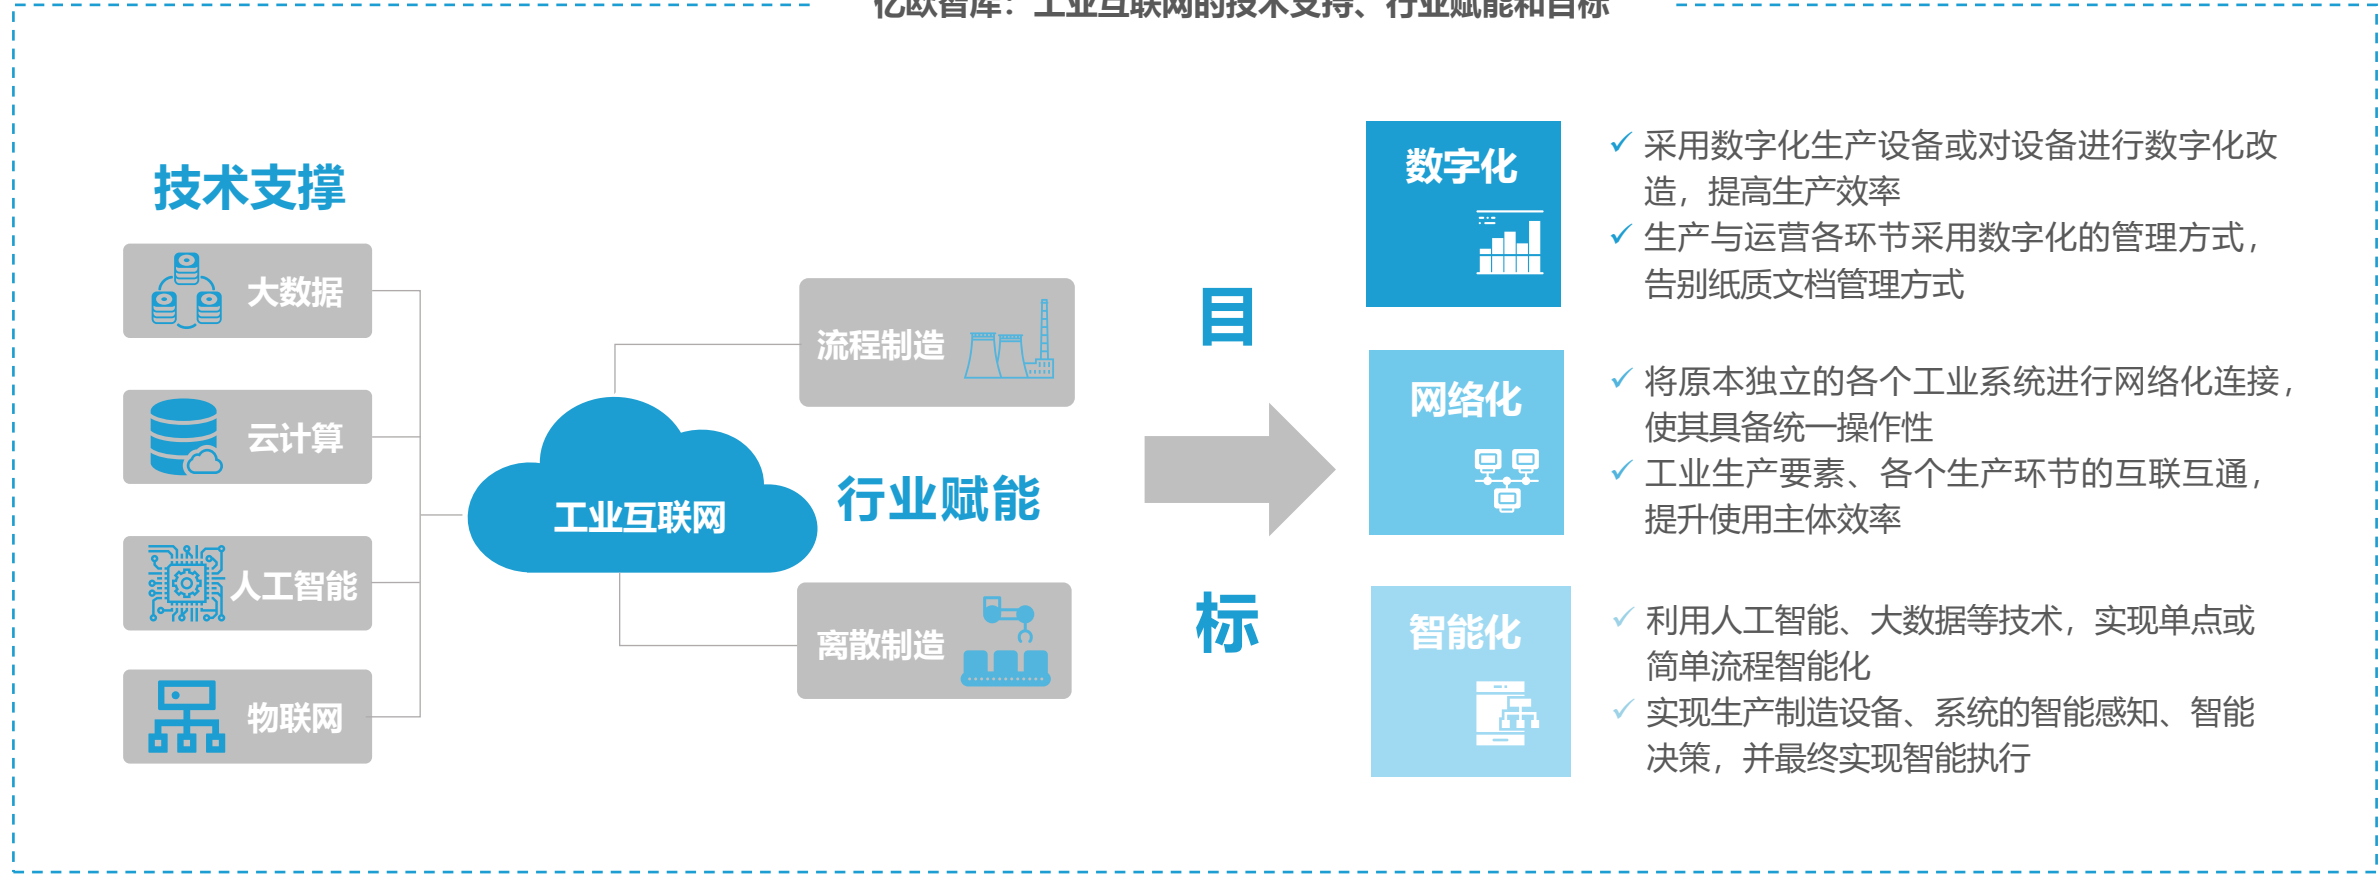 亿欧智库：工业互联网的技术支持、行业赋能和目标
技术支撑
大数据
云计算
人工智能
物联网
工业互联网
流程制造
行业赋能
离散制造
目
标
数字化
✓ 采用数字化生产设备或对设备进行数字化改
造，提高生产效率
✓ 生产与运营各环节采用数字化的管理方式，
告别纸质文档管理方式
网络化
✓ 将原本独立的各个工业系统进行网络化连接，
使其具备统一操作性
✓ 工业生产要素、各个生产环节的互联互通，
提升使用主体效率
智能化
✓ 利用人工智能、大数据等技术，实现单点或
简单流程智能化
✓ 实现生产制造设备、系统的智能感知、智能
决策，并最终实现智能执行